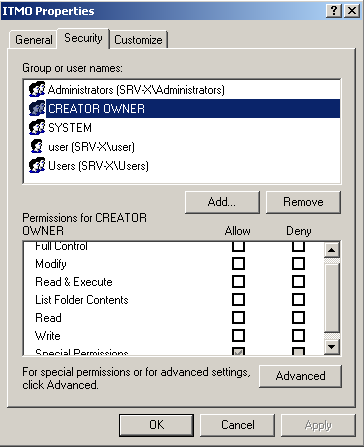 ITMO Properties
General
Security
Customize
Group or user names:
Administrators (SRV-X\Administrators)
CREATOR OWNER
SYSTEM
user (SRV-X\user)
Users (SRV-X\Users)
Add...
Remove
Permissions for CREATOR
OWNER
Allow
Deny
Full Control
Modify
Read & Execute
List Folder Contents
Read
Write
Special Permissions
For special permissions or for advanced settings,
click Advanced.
Advanced
OK
Cancel
Apply